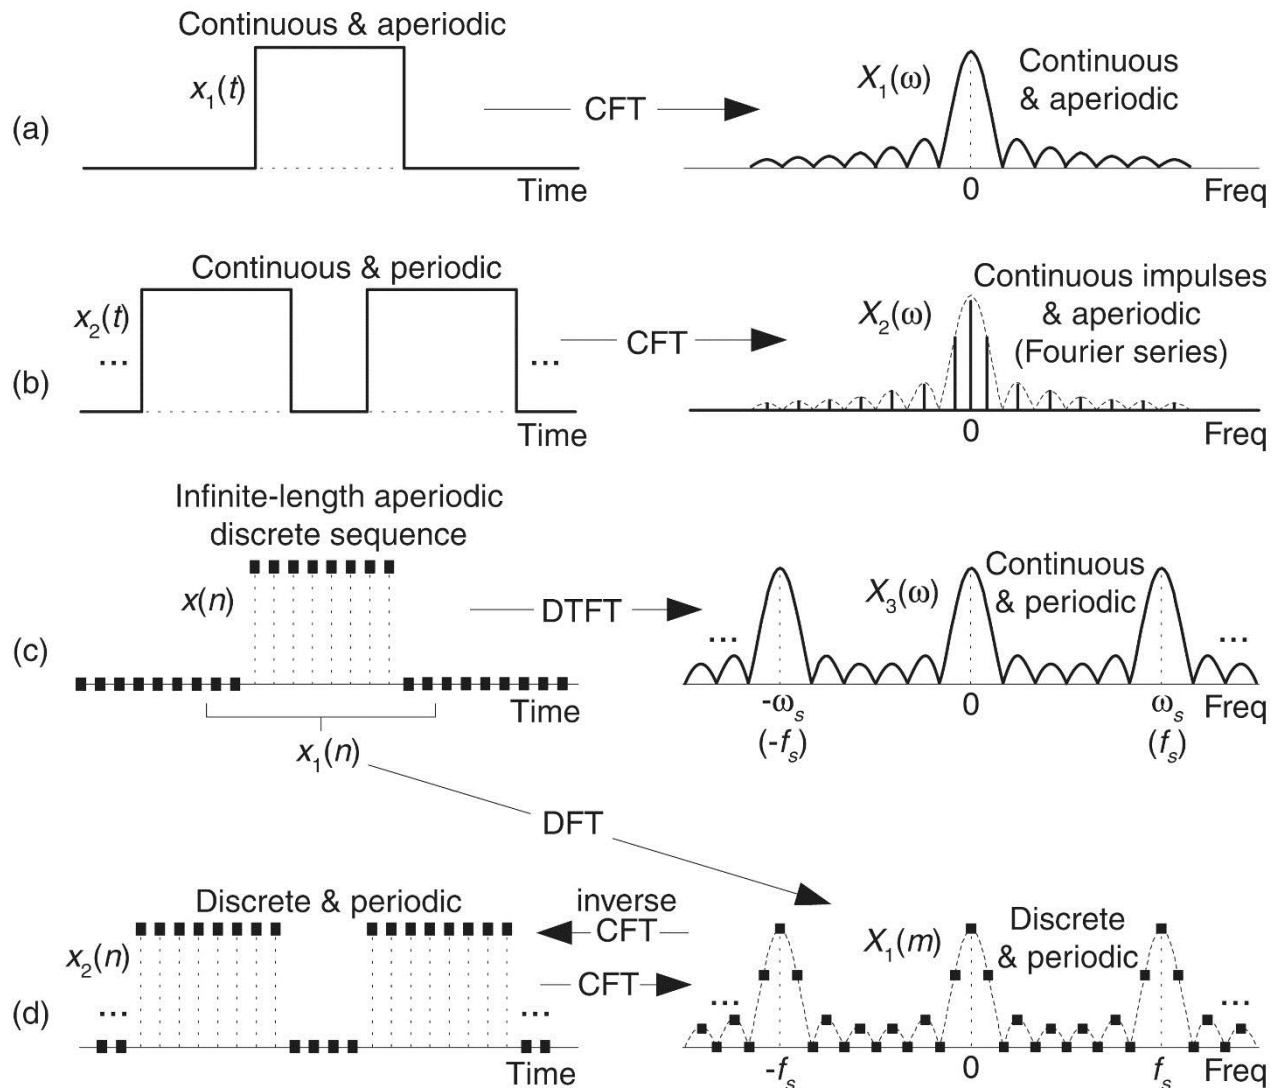 Continuous & aperiodic
x1(t)
CFT
X1(ω)
Continuous
& aperiodic
(a)
Time
0
Freq
Continuous & periodic
x2(t)
...
...
CFT
X2(ω)
Continuous impulses
& aperiodic
(Fourier series)
(b)
Time
0
Freq
Infinite-length aperiodic
discrete sequence
x(n)
DTFT
X3(ω)
Continuous
& periodic
...
...
(c)
Time
-ωs
0
ωs
Freq
(-fs)
(fs)
x1(n)
DFT
Discrete & periodic
inverse
CFT
x2(n)
CFT
X1(m)
Discrete
& periodic
...
...
...
...
(d)
Time
-fs
0
fs
Freq